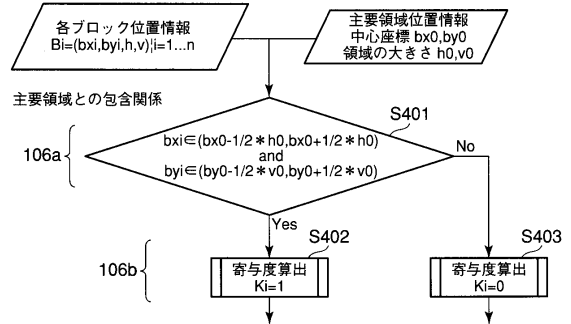 各ブロック位置情報
Bi=(bxi,byi,h,v)¦i=1...n
主要領域位置情報
中心座標 bx0,by0
領域の大きさ h0,v0
主要領域との包含関係
S401
106a
bxi∈(bx0-1/2*h0,bx0+1/2*h0)
and
byi∈(by0-1/2*v0,by0+1/2*v0)
No
Yes
S402
S403
106b
寄与度算出
Ki=1
寄与度算出
Ki=0